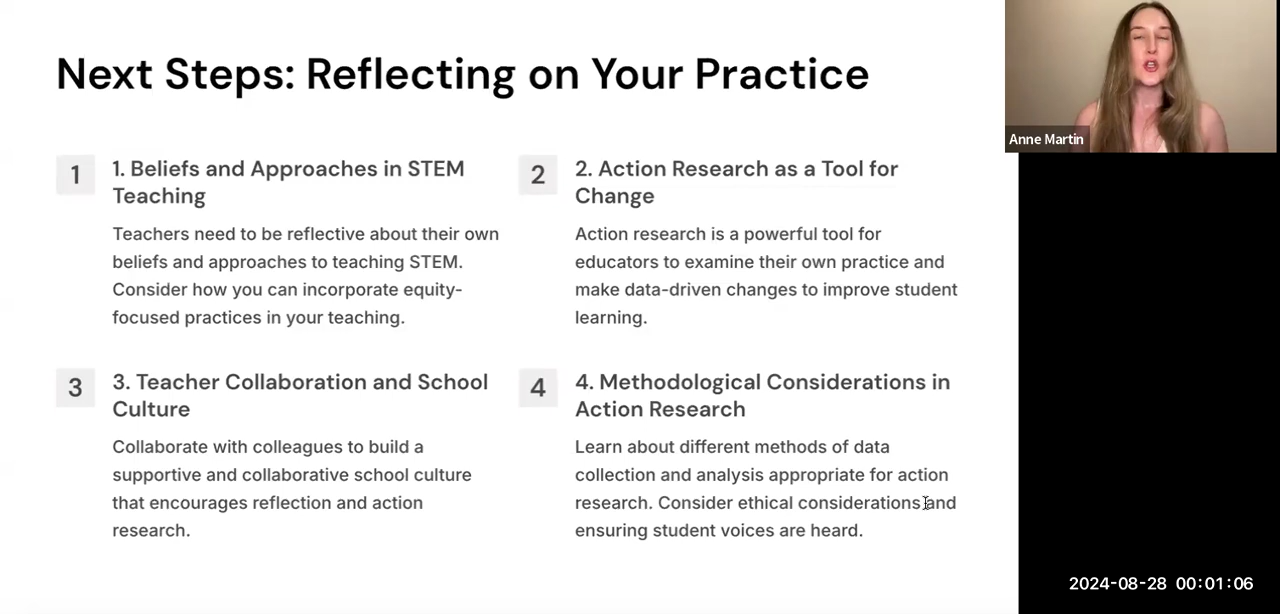 Next Steps: Reflecting on Your Practice
1
1. Beliefs and Approaches in STEM
Teaching
Teachers need to be reflective about their own
beliefs and approaches to teaching STEM.
Consider how you can incorporate equity-
focused practices in your teaching.
2
2. Action Research as a Tool for
Change
Action research is a powerful tool for
educators to examine their own practice and
make data-driven changes to improve student
learning.
3
3. Teacher Collaboration and School
Culture
Collaborate with colleagues to build a
supportive and collaborative school culture
that encourages reflection and action
research.
4
4. Methodological Considerations in
Action Research
Learn about different methods of data
collection and analysis appropriate for action
research. Consider ethical considerations and
ensuring student voices are heard.
Anne Martin
2024-08-28 00:01:06